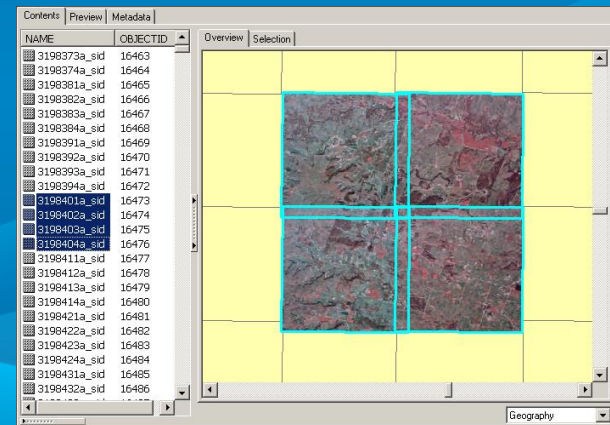 Contents Preview Metadata
NAME OBJECTID
3198373a_sid 16463
3198374a_sid 16464
3198381a_sid 16465
3198382a_sid 16466
3198383a_sid 16467
3198384a_sid 16468
3198391a_sid 16469
3198392a_sid 16470
3198393a_sid 16471
3198394a_sid 16472
3198401a_sid 16473
3198402a_sid 16474
3198403a_sid 16475
3198404a_sid 16476
3198411a_sid 16477
3198412a_sid 16478
3198413a_sid 16479
3198414a_sid 16480
3198421a_sid 16481
3198422a_sid 16482
3198423a_sid 16483
3198424a_sid 16484
3198431a_sid 16485
3198432a_sid 16486
Overview Selection
Geography